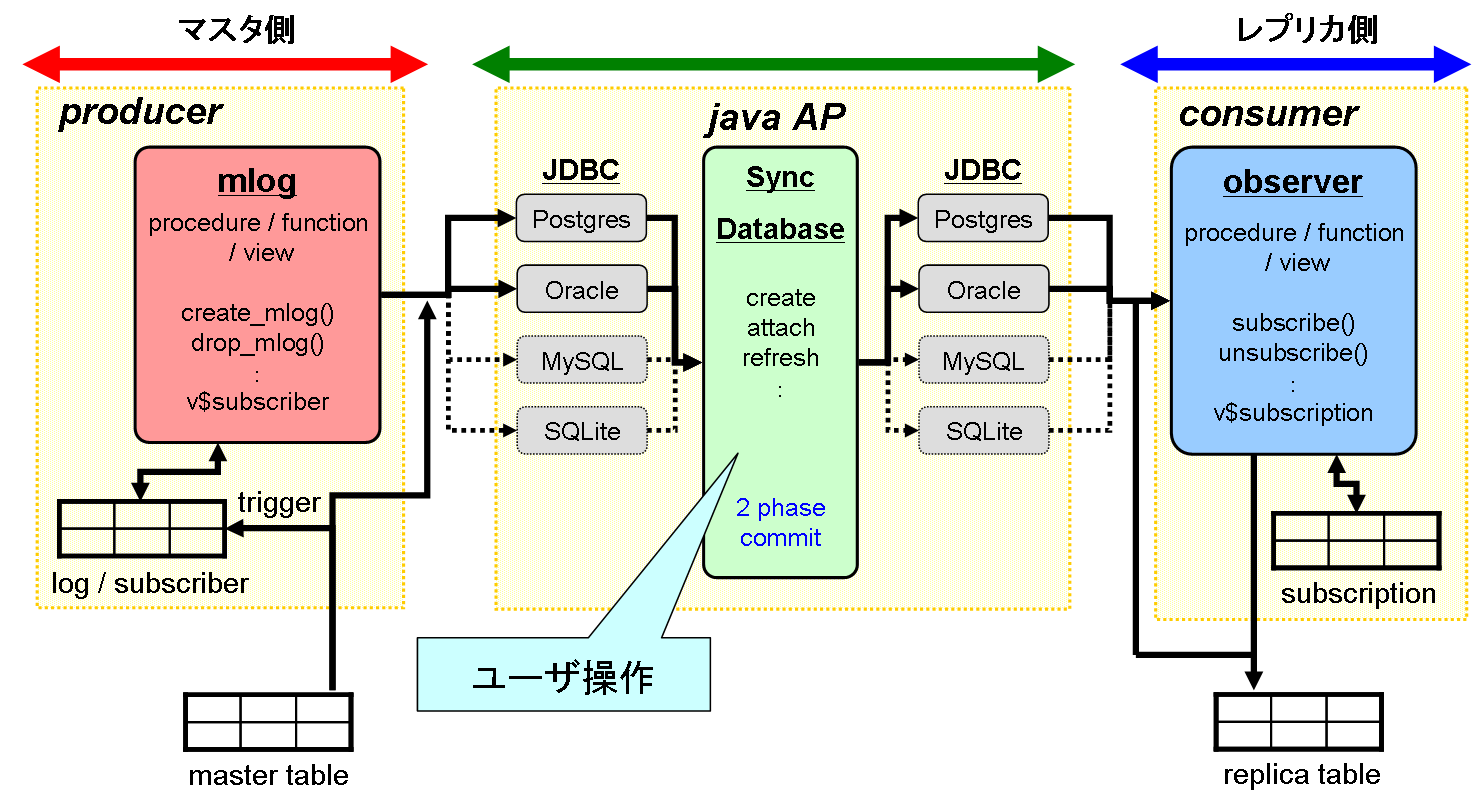 マスタ側
レプリカ側
producer
mlog
procedure / function
/ view
create_mlog()
drop_mlog()
:
v$subscriber
trigger
log / subscriber
master table
java AP
JDBC
Postgres
Oracle
MySQL
SQLite
Sync
Database
create
attach
refresh
:
2 phase
commit
JDBC
Postgres
Oracle
MySQL
SQLite
ユーザ操作
consumer
observer
procedure / function
/ view
subscribe()
unsubscribe()
:
v$subscription
subscription
replica table